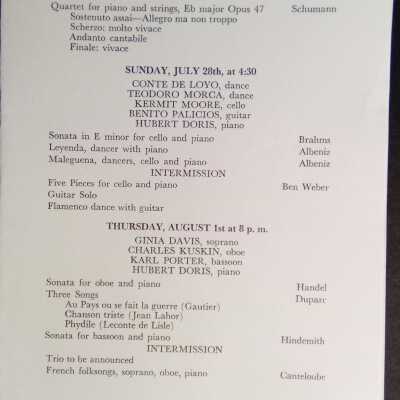 Quartet for piano and strings, Eb major Opus 47 Schumann
Sostenuto assai—Allegro ma non troppo
Scherzo: molto vivace
Andanto cantabile
Finale: vivace
SUNDAY, JULY 28th, at 4:30
CONTE DE LOYO, dance
TEODORO MORCA, dance
KERMIT MOORE, cello
BENITO PALICIOS, guitar
HUBERT DORIS, piano
Sonata in E minor for cello and piano Brahms
Leyenda, dancer with piano Albeniz
Maleguena, dancers, cello and piano Albeniz
INTERMISSION
Five Pieces for cello and piano Ben Weber
Guitar Solo
Flamenco dance with guitar
THURSDAY, AUGUST 1st at 8 p. m.
GINIA DAVIS, soprano
CHARLES KUSKIN, oboe
KARL PORTER, bassoon
HUBERT DORIS, piano
Sonata for oboe and piano Handel
Three Songs Duparc
Au Pays ou se fait la guerre (Gautier)
Chanson triste (Jean Lahor)
Phydile (Leconte de Lisle)
Sonata for bassoon and piano Hindemith
INTERMISSION
Trio to be announced
French folksongs, soprano, oboe, piano Canteloube